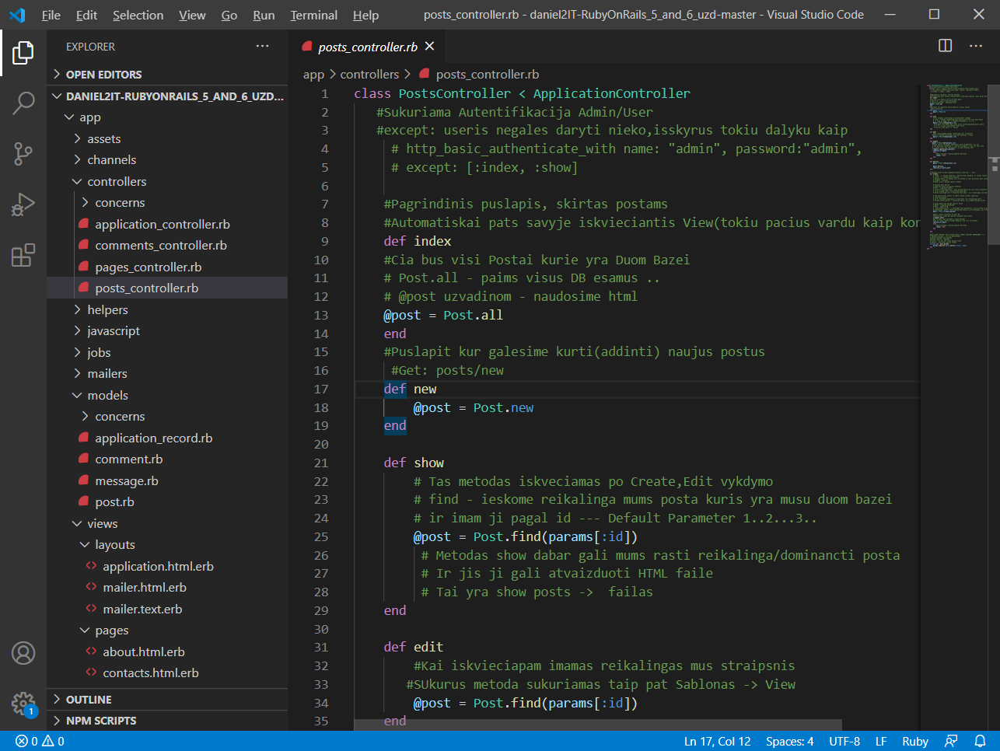 File Edit Selection View Go Run Terminal Help posts_controller.rb - daniel2IT-RubyOnRails_5_and_6_uzd-master - Visual Studio Code
EXPLORER
OPEN EDITORS
DANIEL2IT-RUBYONRAILS_5_AND_6_UZD...
app
assets
channels
controllers
concerns
application_controller.rb
comments_controller.rb
pages_controller.rb
posts_controller.rb
helpers
javascript
jobs
mailers
models
concerns
application_record.rb
comment.rb
message.rb
post.rb
views
layouts
application.html.erb
mailer.html.erb
mailer.text.erb
pages
about.html.erb
contacts.html.erb
OUTLINE
NPM SCRIPTS
1
posts_controller.rb
app > controllers > posts_controller.rb
1 class PostsController < ApplicationController
2 #Sukuriama Autentifikacija Admin/User
3 #except: useris negales daryti nieko,isskyrus tokiu dalyku kaip
4 # http_basic_authenticate_with name: "admin", password:"admin",
5 # except: [:index, :show]
6
7 #Pagrindinis puslapis, skirtas postams
8 #Automatiskai pats savyje iskvieciantis View(tokiu pacius vardu kaip kon
9 def index
10 #Cia bus visi Postai kurie yra Duom Bazei
11 # Post.all - paims visus DB esamus ..
12 # @post uzvadinom - naudosime html
13 @post = Post.all
14 end
15 #Puslapit kur galesime kurti(addinti) naujus postus
16 #Get: posts/new
17 def new
18 @post = Post.new
19 end
20
21 def show
22 # Tas metodas iskveciamas po Create,Edit vykdymo
23 # find - ieskome reikalinga mums posta kuris yra musu duom bazei
24 # ir imam ji pagal id --- Default Parameter 1..2...3..
25 @post = Post.find(params[:id])
26 # Metodas show dabar gali mums rasti reikalinga/dominancti posta
27 # Ir jis ji gali atvaizduoti HTML faile
28 # Tai yra show posts -> failas
29 end
30
31 def edit
32 #Kai iskvieciapam imamas reikalingas mus straipsnis
33 #SUkurus metoda sukuriamas taip pat Sablonas -> View
34 @post = Post.find(params[:id])
35 end
0 0 Ln 17, Col 12 Spaces: 4 UTF-8 LF Ruby